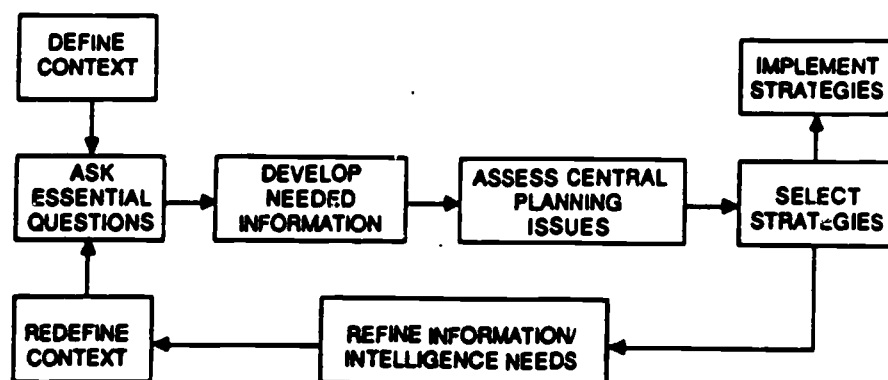 DEFINE
CONTEXT
IMPLEMENT
STRATEGIES
ASK
ESSENTIAL
QUESTIONS
DEVELOP
NEEDED
INFORMATION
ASSESS CENTRAL
PLANNING
ISSUES
SELECT
STRATEGIES
REDEFINE
CONTEXT
REFINE INFORMATION/
INTELLIGENCE NEEDS